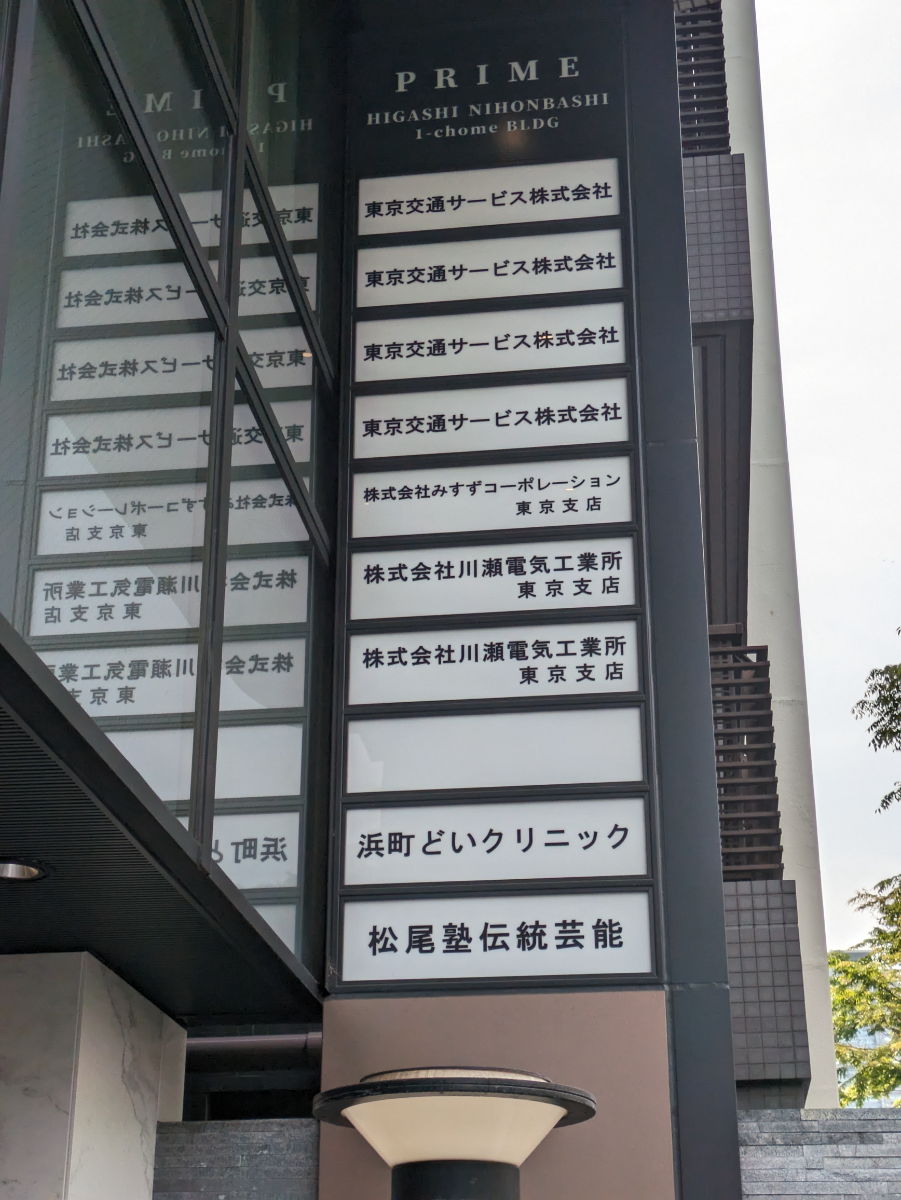 PRIME
HIGASHI NIHONBASHI
1-chome BLDG
東京交通サービス株式会社
東京交通サービス株式会社
東京交通サービス株式会社
東京交通サービス株式会社
株式会社みすずコーポレーション
東京支店
株式会社川瀬電気工業所
東京支店
株式会社川瀬電気工業所
東京支店
浜町どいクリニック
松尾塾伝統芸能